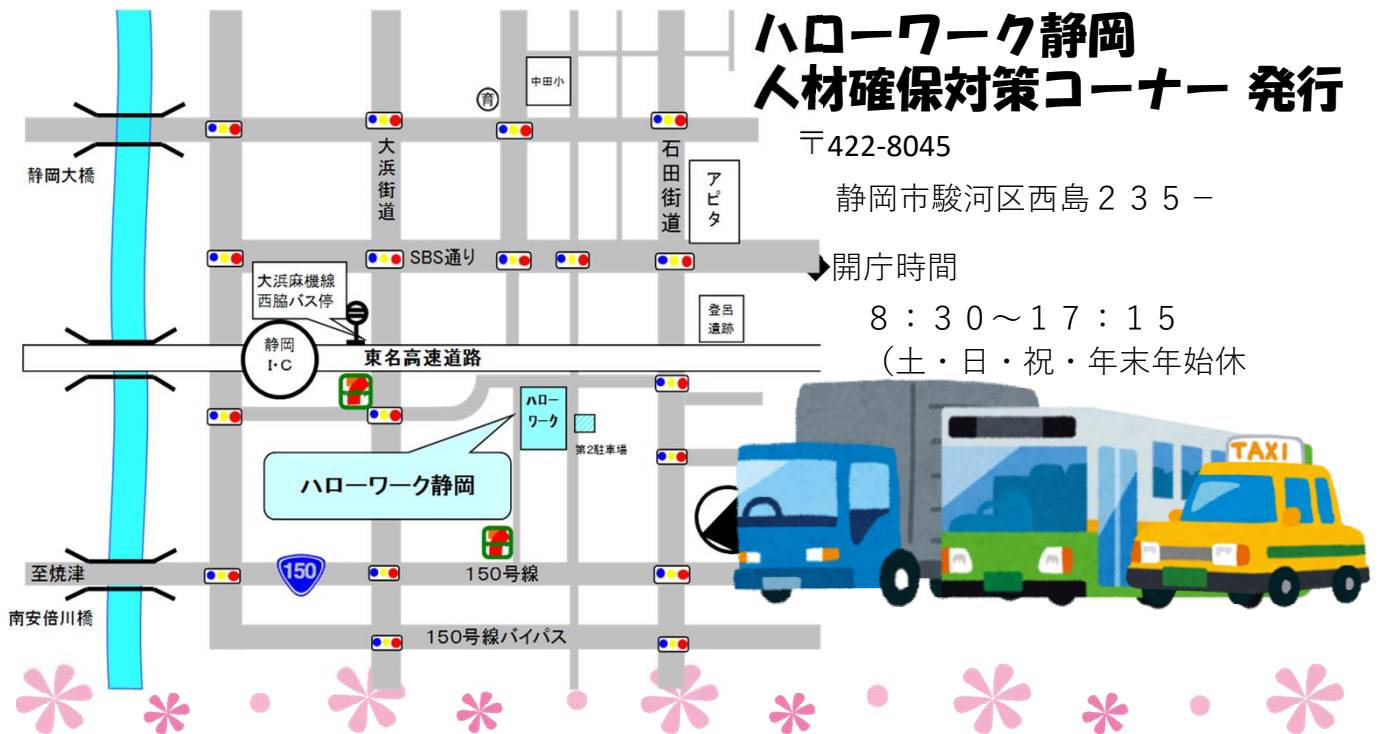 ハローワーク静岡
人材確保対策コーナー 発行
〒422-8045
静岡市駿河区西島２３５－
◆開庁時間
８：３０～１７：１５
（土・日・祝・年末年始休
中田小
育
静岡大橋
大浜街道
石田街道
アピタ
SBS通り
大浜麻機線
西脇バス停
登呂
遺跡
静岡
I・C
東名高速道路
ハロー
ワーク
第2駐車場
ハローワーク静岡
至焼津
150
150号線
南安倍川橋
150号線バイパス
TAXI